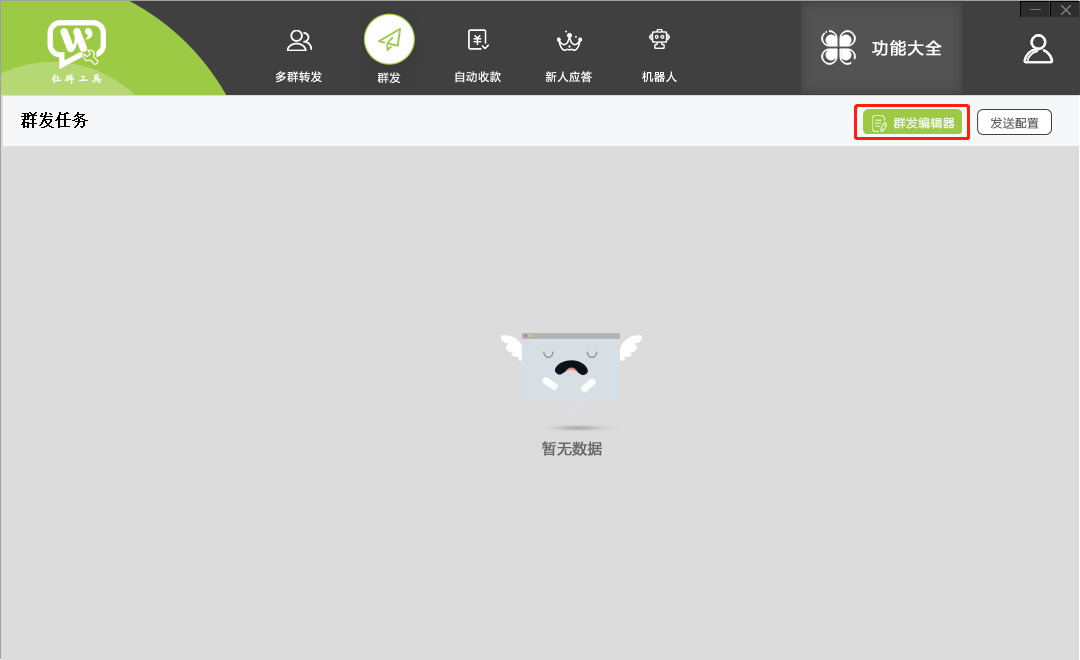 社群工具
多群转发
群发
自动收款
新人应答
机器人
功能大全
群发任务
群发编辑器
发送配置
暂无数据